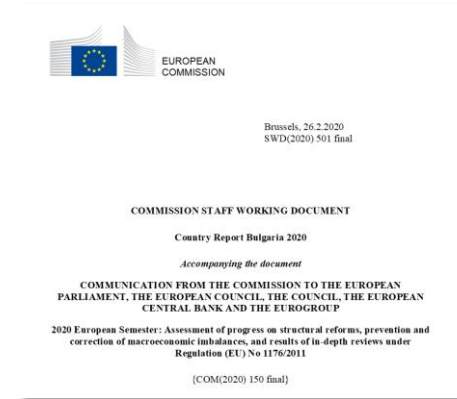 EUROPEAN
COMMISSION
Brussels, 26.2.2020
SWD(2020) 501 final
COMMISSION STAFF WORKING DOCUMENT
Country Report Bulgaria 2020
Accompanying the document
COMMUNICATION FROM THE COMMISSION TO THE EUROPEAN
PARLIAMENT, THE EUROPEAN COUNCIL, THE COUNCIL, THE EUROPEAN
CENTRAL BANK AND THE EUROGROUP
2020 European Semester: Assessment of progress on structural reforms, prevention and
correction of macroeconomic imbalances, and results of in-depth reviews under
Regulation (EU) No 1176/2011
{COM(2020) 150 final}